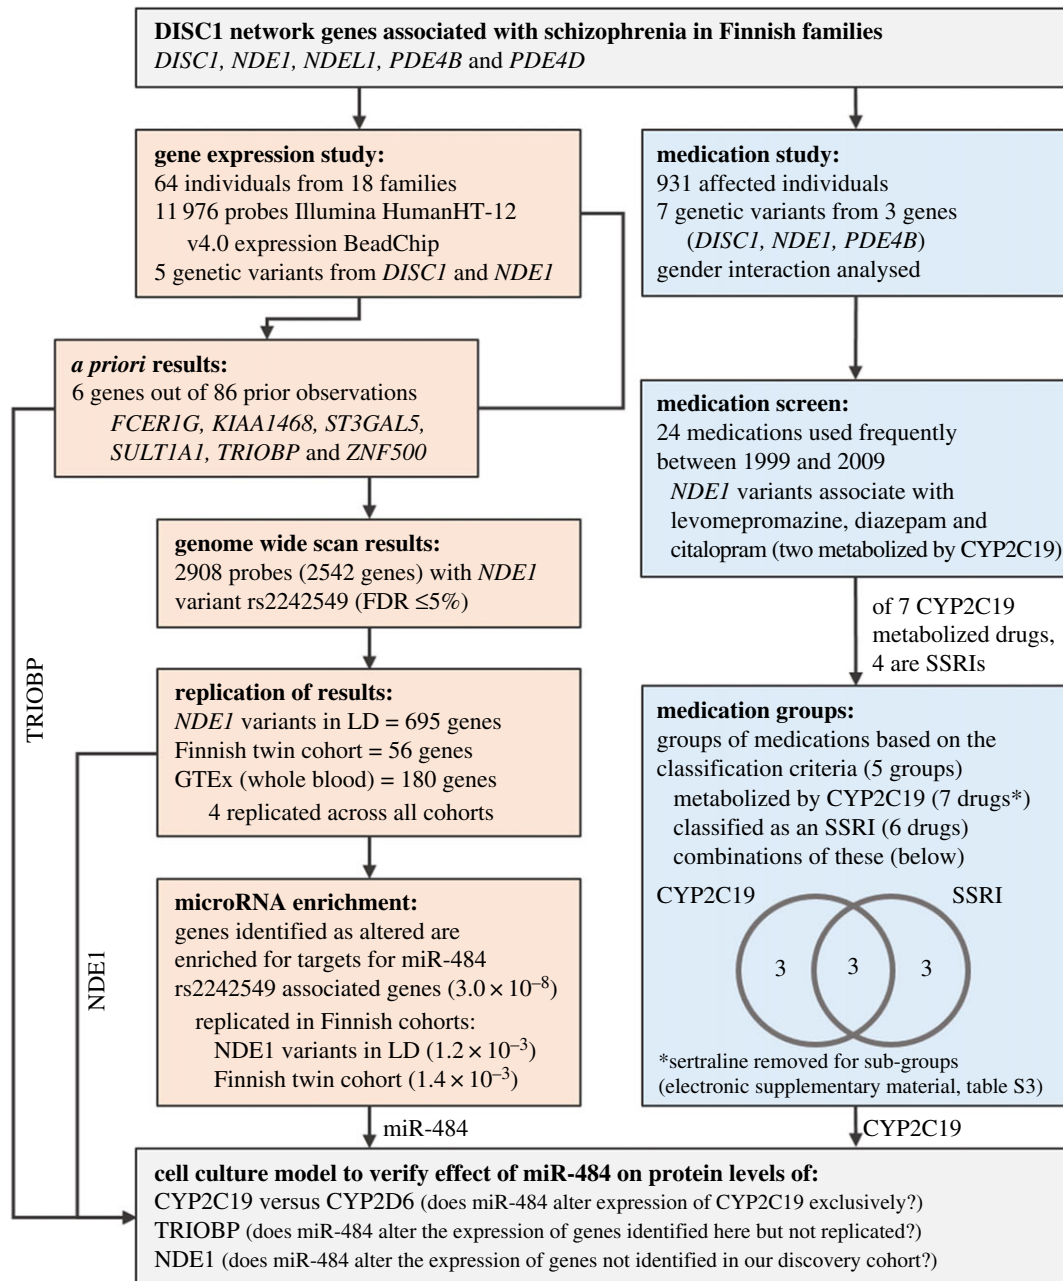 DISC1 network genes associated with schizophrenia in Finnish families
DISC1, NDE1, NDEL1, PDE4B and PDE4D
gene expression study:
64 individuals from 18 families
11 976 probes Illumina HumanHT-12
v4.0 expression BeadChip
5 genetic variants from DISC1 and NDE1
a priori results:
6 genes out of 86 prior observations
FCER1G, KIAA1468, ST3GAL5,
SULT1A1, TRIOBP and ZNF500
genome wide scan results:
2908 probes (2542 genes) with NDE1
variant rs2242549 (FDR ≤5%)
replication of results:
NDE1 variants in LD = 695 genes
Finnish twin cohort = 56 genes
GTEx (whole blood) = 180 genes
4 replicated across all cohorts
microRNA enrichment:
genes identified as altered are
enriched for targets for miR-484
rs2242549 associated genes (3.0 × 10⁻⁸)
replicated in Finnish cohorts:
NDE1 variants in LD (1.2 × 10⁻³)
Finnish twin cohort (1.4 × 10⁻³)
TRIOBP
NDE1
miR-484
medication study:
931 affected individuals
7 genetic variants from 3 genes
(DISC1, NDE1, PDE4B)
gender interaction analysed
medication screen:
24 medications used frequently
between 1999 and 2009
NDE1 variants associate with
levomepromazine, diazepam and
citalopram (two metabolized by CYP2C19)
of 7 CYP2C19
metabolized drugs,
4 are SSRIs
medication groups:
groups of medications based on the
classification criteria (5 groups)
metabolized by CYP2C19 (7 drugs*)
classified as an SSRI (6 drugs)
combinations of these (below)
CYP2C19 SSRI
3 3 3
*sertraline removed for sub-groups
(electronic supplementary material, table S3)
CYP2C19
cell culture model to verify effect of miR-484 on protein levels of:
CYP2C19 versus CYP2D6 (does miR-484 alter expression of CYP2C19 exclusively?)
TRIOBP (does miR-484 alter the expression of genes identified here but not replicated?)
NDE1 (does miR-484 alter the expression of genes not identified in our discovery cohort?)